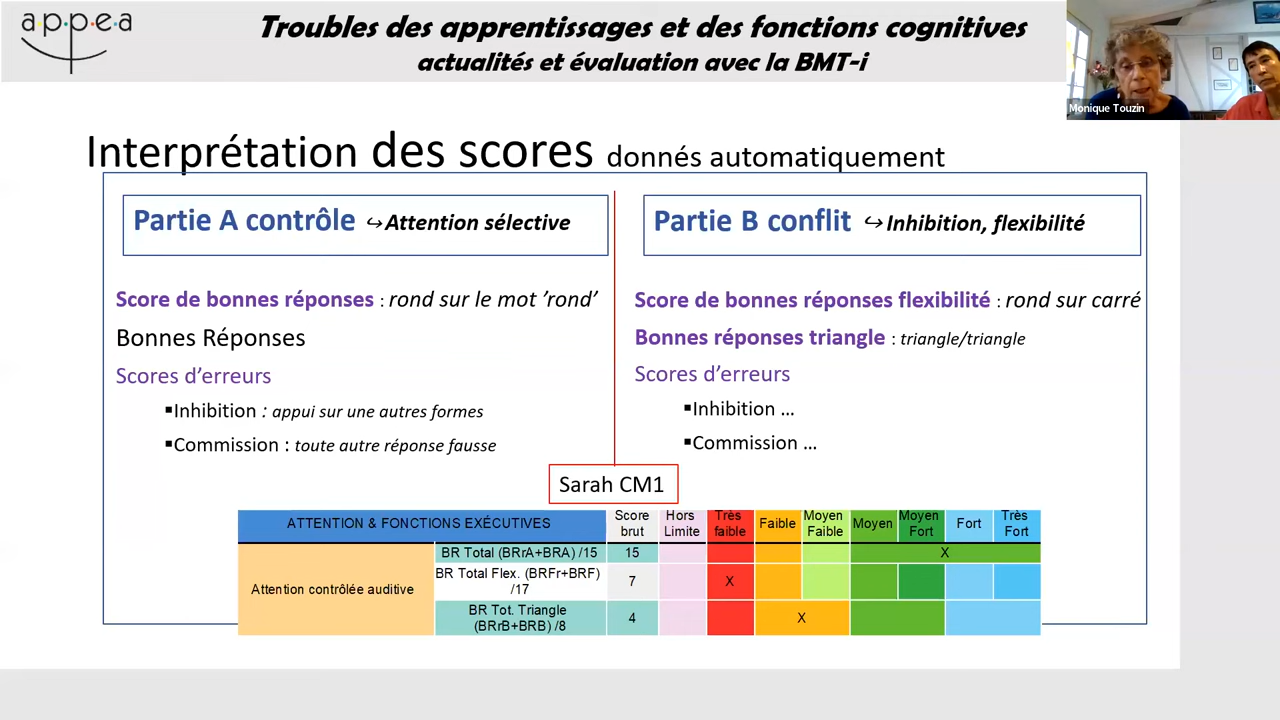 appea
Troubles des apprentissages et des fonctions cognitives
actualités et évaluation avec la BMT-i
Monique Touzin
Interprétation des scores donnés automatiquement
Partie A contrôle ↪Attention sélective
Score de bonnes réponses : rond sur le mot ’rond’
Bonnes Réponses
Scores d’erreurs
▪Inhibition : appui sur une autres formes
▪Commission : toute autre réponse fausse
Partie B conflit ↪Inhibition, flexibilité
Score de bonnes réponses flexibilité : rond sur carré
Bonnes réponses triangle : triangle/triangle
Scores d’erreurs
▪Inhibition …
▪Commission …
Sarah CM1
ATTENTION & FONCTIONS EXÉCUTIVES
Score brut
Hors Limite
Très faible
Faible
Moyen Faible
Moyen
Moyen Fort
Fort
Très Fort
Attention contrôlée auditive
BR Total (BRrA+BRA) /15 15 X
BR Total Flex. (BRFr+BRF) /17 7 X
BR Tot. Triangle (BRrB+BRB) /8 4 X